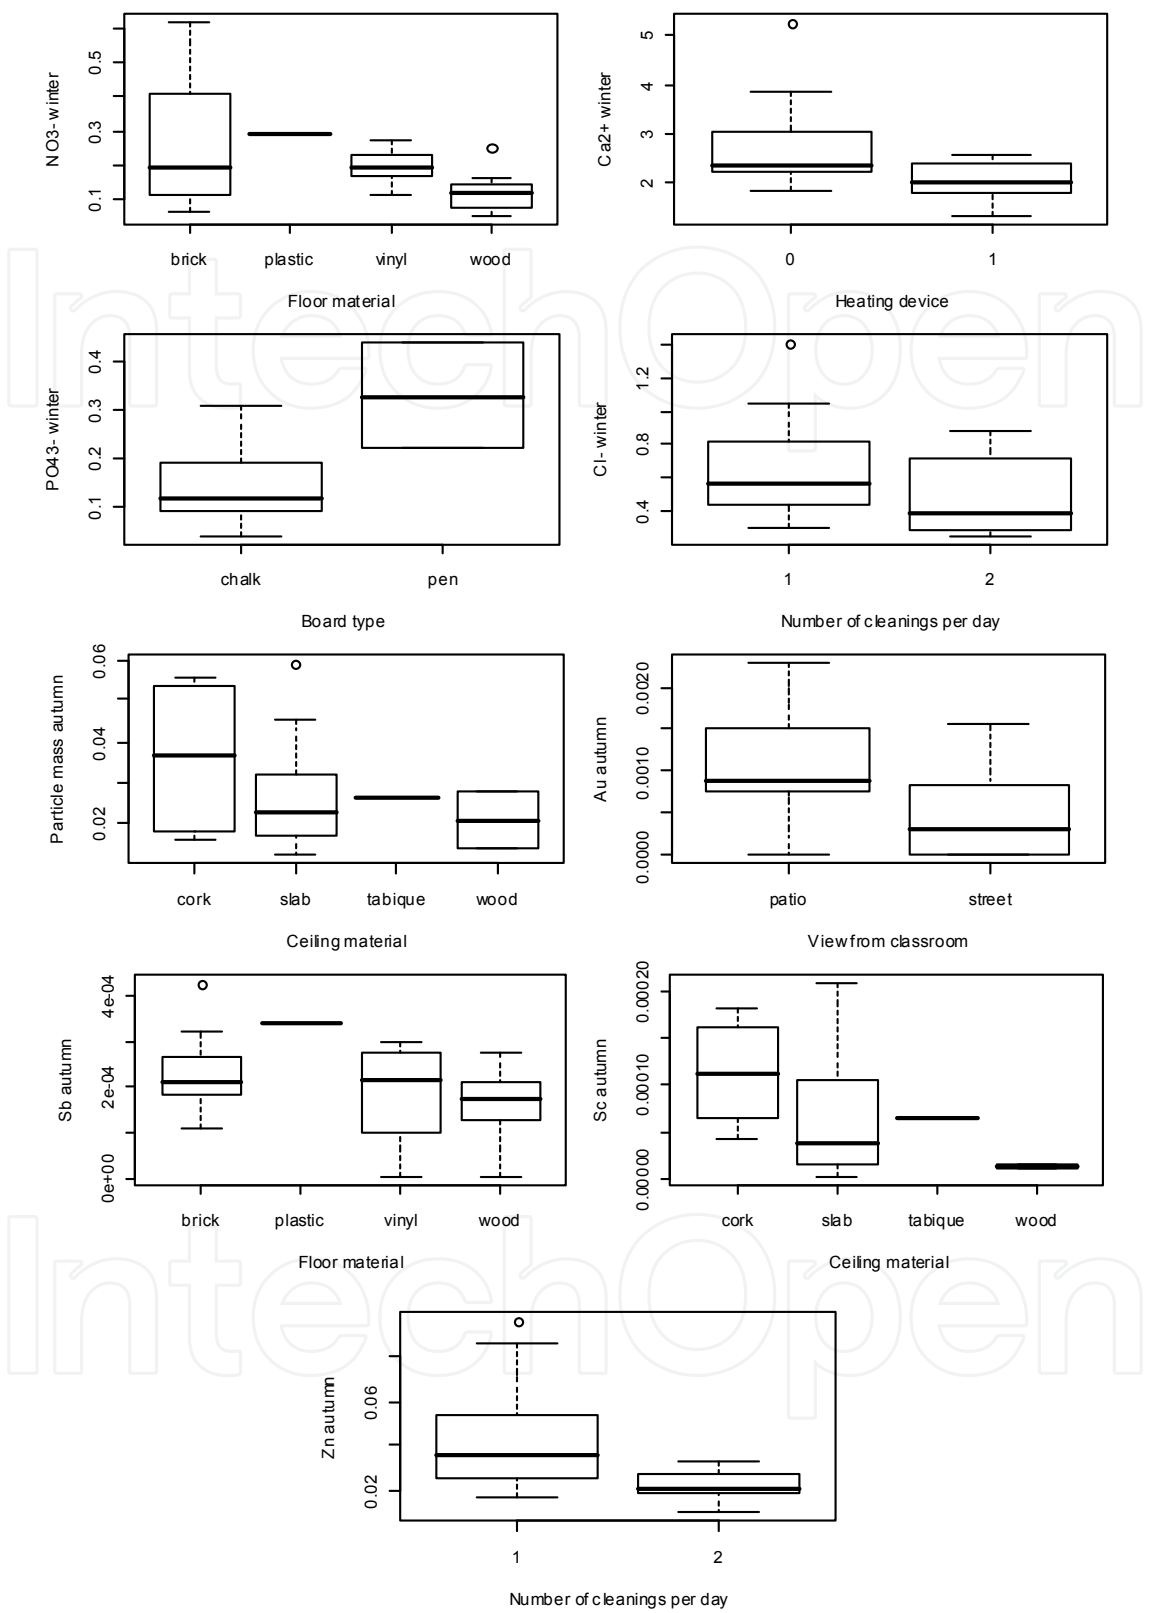 NO3- winter
0.5
0.3
0.1
brick plastic vinyl wood
Floor material
Ca2+ winter
5
4
3
2
0 1
Heating device
PO43- winter
0.4
0.3
0.2
0.1
chalk pen
Board type
Cl- winter
1.2
0.8
0.4
1 2
Number of cleanings per day
Particle mass autumn
0.06
0.04
0.02
cork slab tabique wood
Ceiling material
Au autumn
0.0020
0.0010
0.0000
patio street
View from classroom
Sb autumn
4e-04
2e-04
0e+00
brick plastic vinyl wood
Floor material
Sc autumn
0.00020
0.00010
0.00000
cork slab tabique wood
Ceiling material
Zn autumn
0.06
0.02
1 2
Number of cleanings per day
IntechOpen
IntechOpen